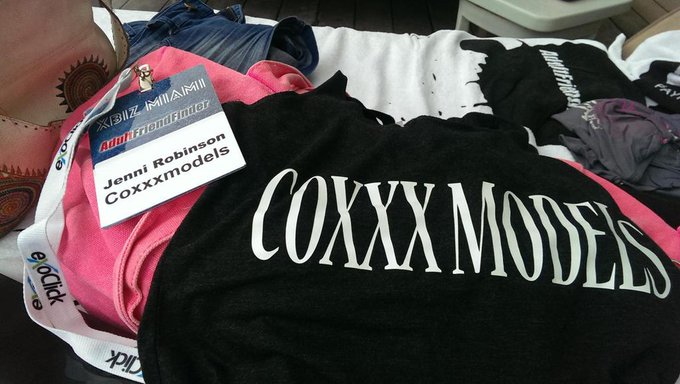 XBIZ MIAMI
AdultFriendFinder
Jenni Robinson
Coxxxmodels
COXXX MODELS
exoClick
exoClick